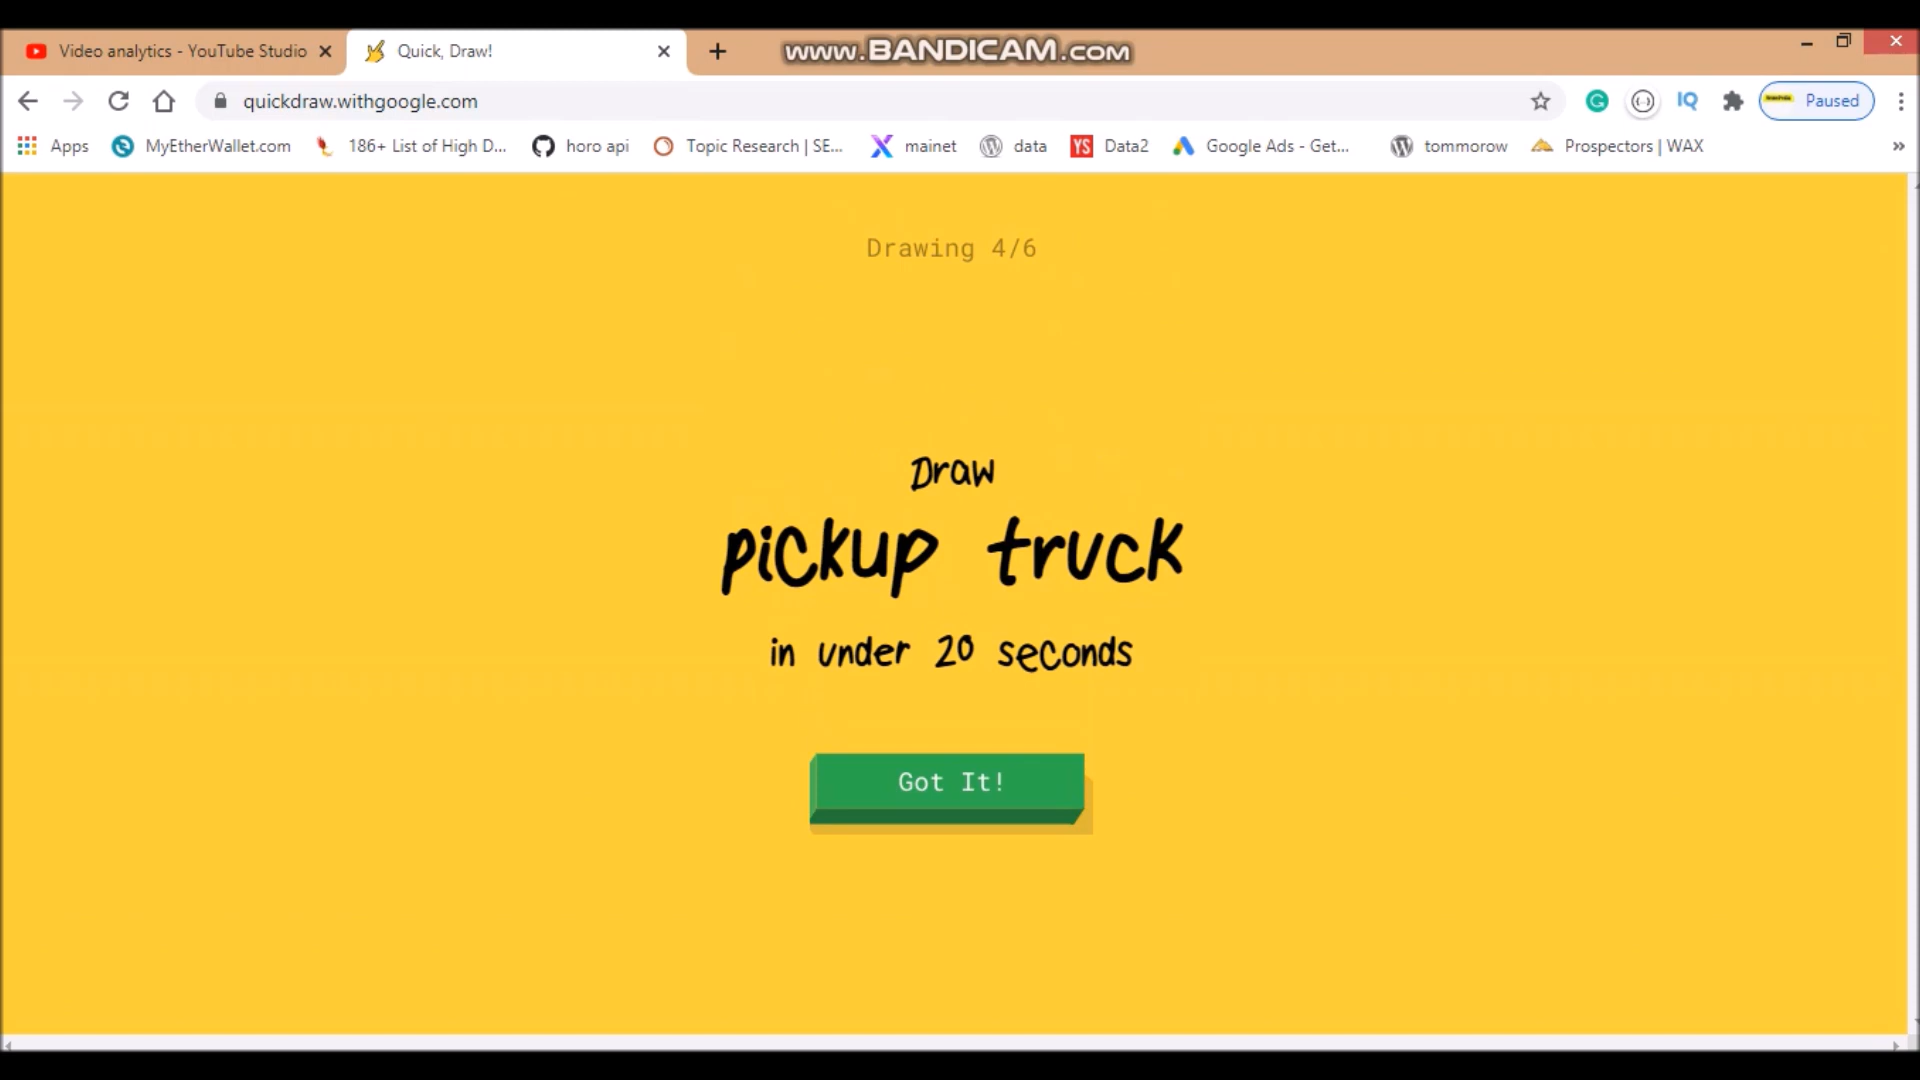 Video analytics - YouTube Studio
Quick, Draw!
www.BANDICAM.com
quickdraw.withgoogle.com
IQ
Paused
Apps
MyEtherWallet.com
186+ List of High D...
horo api
Topic Research | SE...
mainet
data
YS
Data2
Google Ads - Get...
tommorow
Prospectors | WAX
Drawing 4/6
Draw
pickup truck
in under 20 seconds
Got It!